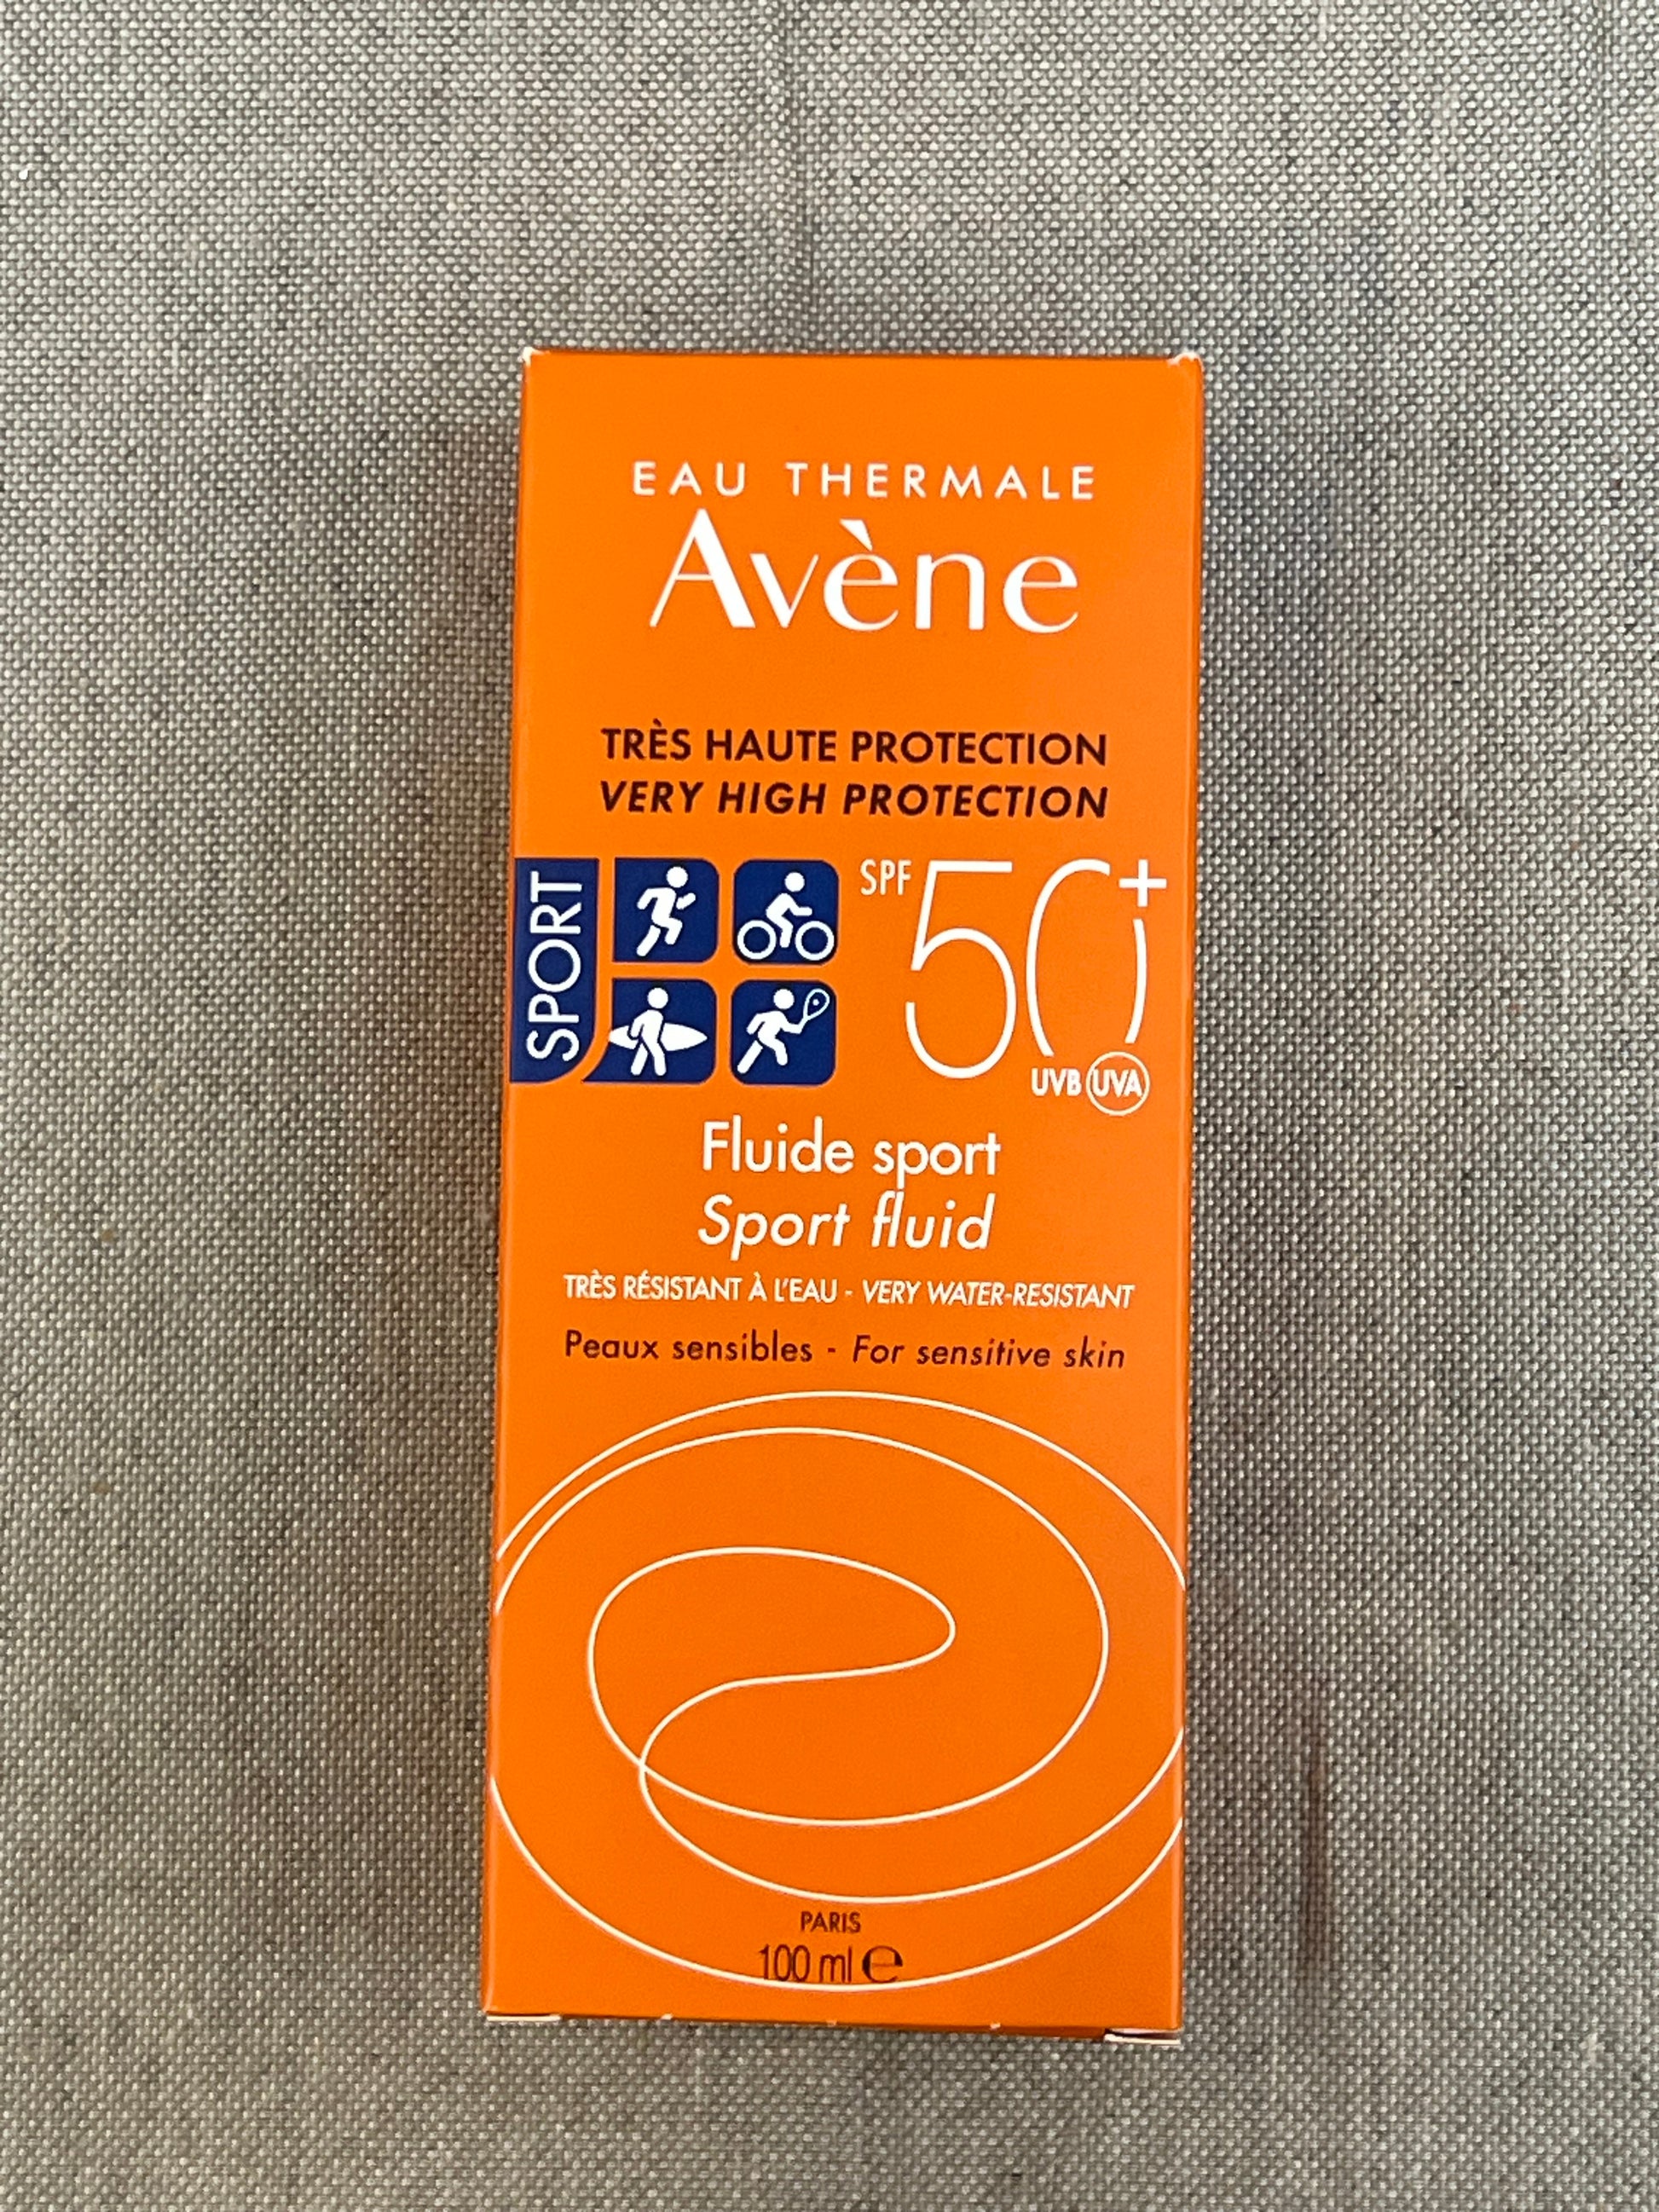 EAU THERMALE
Avène
TRÈS HAUTE PROTECTION
VERY HIGH PROTECTION
SPORT
SPF 50+
UVB UVA
Fluide sport
Sport fluid
TRÈS RÉSISTANT À L'EAU - VERY WATER-RESISTANT
Peaux sensibles - For sensitive skin
PARIS
100 ml ℮